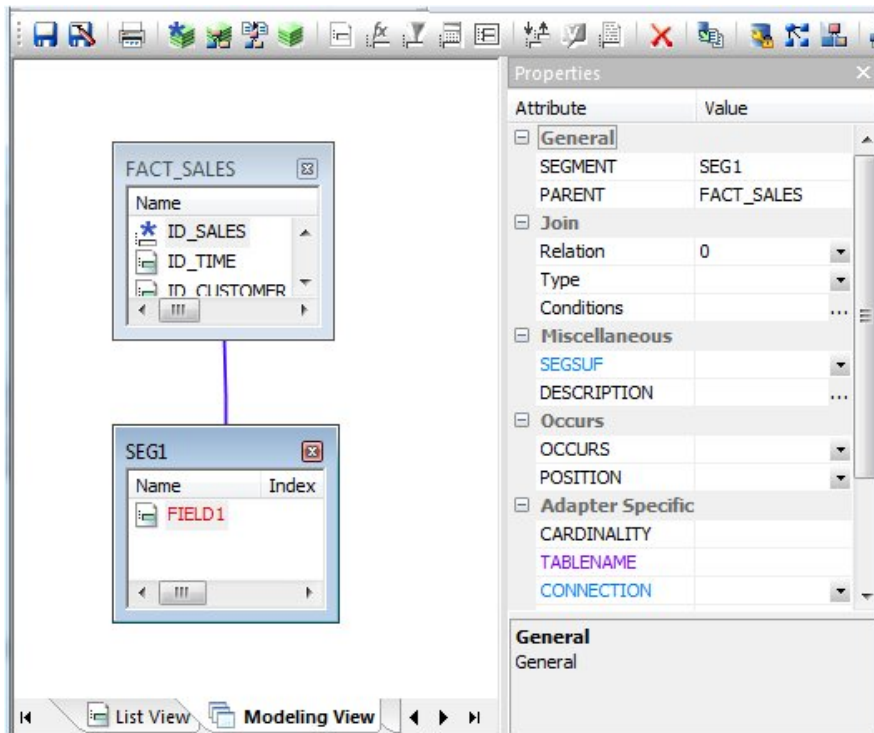 fx
Properties
Attribute Value
General
SEGMENT SEG1
PARENT FACT_SALES
Join
Relation 0
Type
Conditions ...
Miscellaneous
SEGSUF
DESCRIPTION ...
Occurs
OCCURS
POSITION
Adapter Specific
CARDINALITY
TABLENAME
CONNECTION
General
General
FACT_SALES
Name
ID_SALES
ID_TIME
ID_CUSTOMER
SEG1
Name Index
FIELD1
List View Modeling View